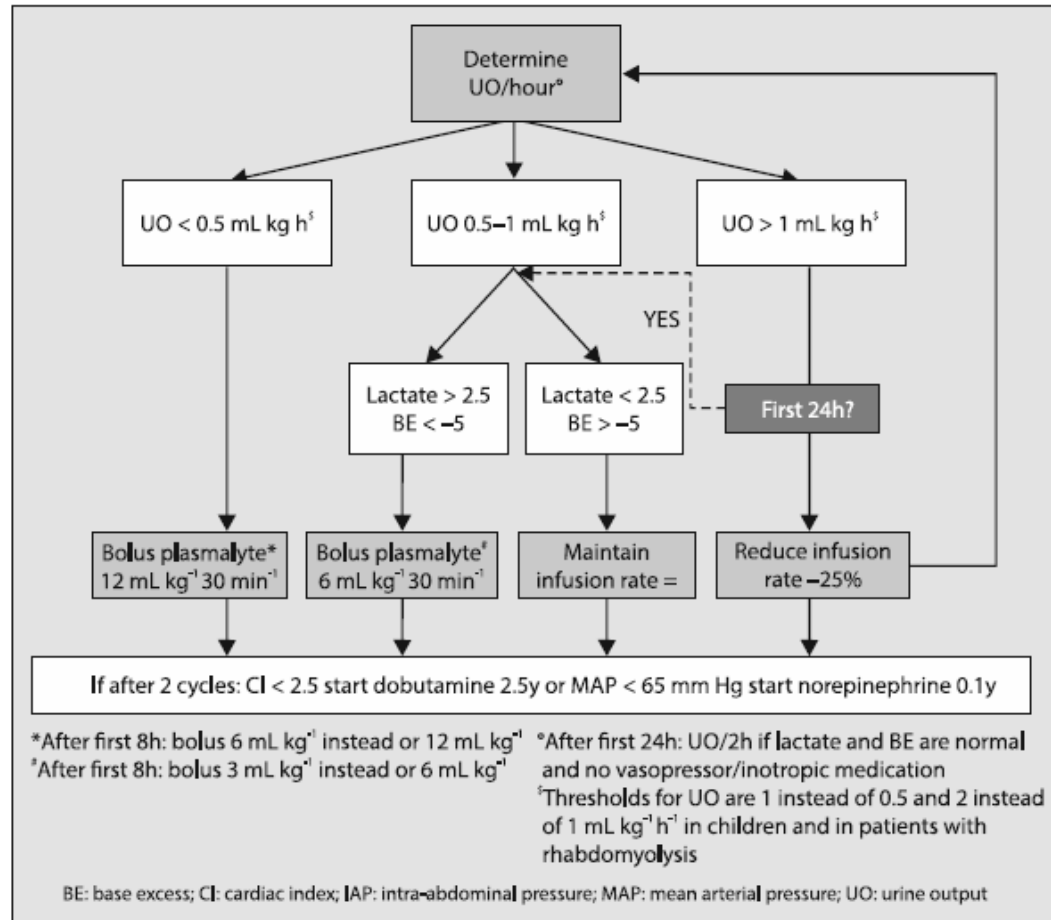 Determine
UO/hour°
UO < 0.5 mL kg h$
UO 0.5–1 mL kg h$
UO > 1 mL kg h$
YES
Lactate > 2.5
BE < –5
Lactate < 2.5
BE > –5
First 24h?
Bolus plasmalyte*
12 mL kg⁻¹ 30 min⁻¹
Bolus plasmalyte#
6 mL kg⁻¹ 30 min⁻¹
Maintain
infusion rate =
Reduce infusion
rate –25%
If after 2 cycles: CI < 2.5 start dobutamine 2.5y or MAP < 65 mm Hg start norepinephrine 0.1y
*After first 8h: bolus 6 mL kg⁻¹ instead or 12 mL kg⁻¹
#After first 8h: bolus 3 mL kg⁻¹ instead or 6 mL kg⁻¹
°After first 24h: UO/2h if lactate and BE are normal
and no vasopressor/inotropic medication
$Thresholds for UO are 1 instead of 0.5 and 2 instead
of 1 mL kg⁻¹ h⁻¹ in children and in patients with
rhabdomyolysis
BE: base excess; CI: cardiac index; IAP: intra-abdominal pressure; MAP: mean arterial pressure; UO: urine output